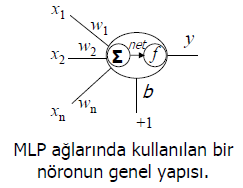 x1
w1
x2 w2 Σ net f y
xn wn
b
+1
MLP ağlarında kullanılan bir
nöronun genel yapısı.